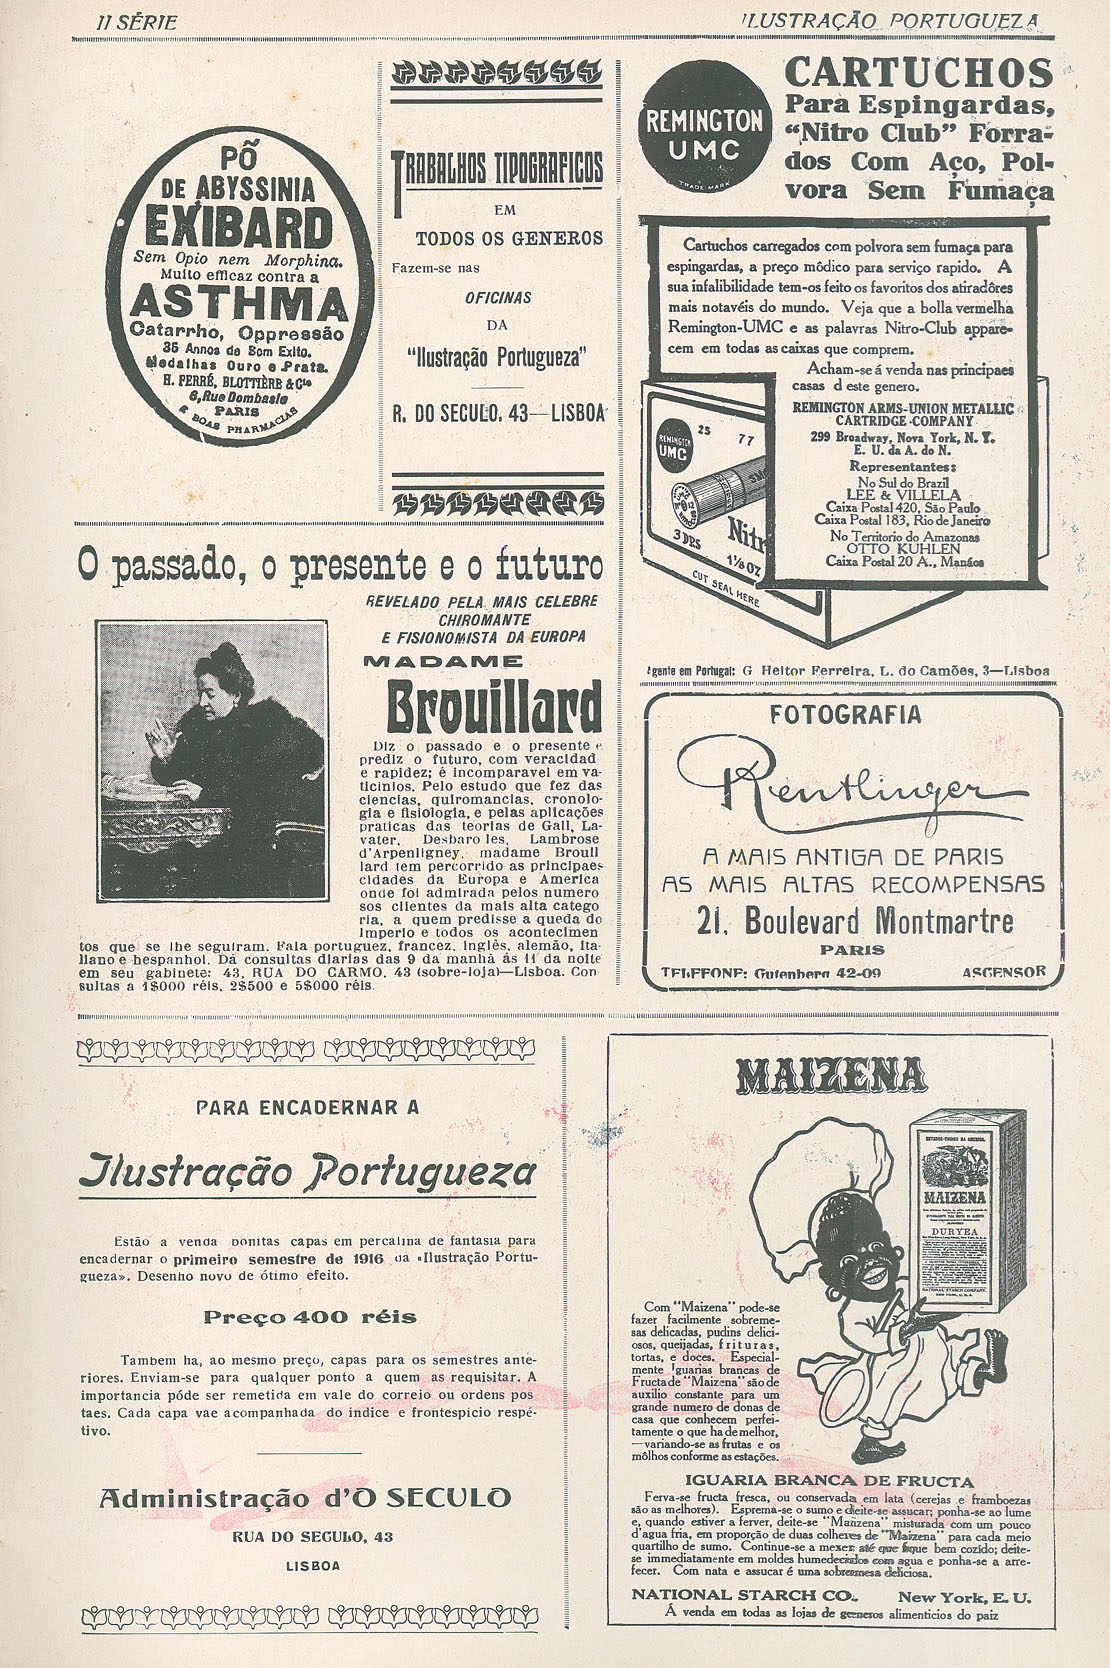 II SÉRIE
ILUSTRAÇÃO PORTUGUEZA
PÕ
DE ABYSSINIA
EXIBARD
Sem Opio nem Morphina.
Muito efficaz contra a
ASTHMA
Catarrho, Oppressão
35 Annos de Bom Exito.
Medalhas Ouro e Prata.
H. FERRÉ, BLOTTIÈRE & Cie
6, Rue Dombasle
PARIS
& BOAS PHARMACIAS
TRABALHOS TIPOGRAFICOS
EM
TODOS OS GENEROS
Fazem-se nas
OFICINAS
DA
"Ilustração Portugueza"
R. DO SECULO, 43—LISBOA
REMINGTON
UMC
TRADE MARK
CARTUCHOS
Para Espingardas,
"Nitro Club" Forra-
dos Com Aço, Pol-
vora Sem Fumaça
Cartuchos carregados com polvora sem fumaça para
espingardas, a preço módico para serviço rapido. A
sua infalibilidade tem-os feito os favoritos dos atiradôres
mais notavéis do mundo. Veja que a bolla vermelha
Remington-UMC e as palavras Nitro-Club appare-
cem em todas as caixas que comprem.
Acham-se á venda nas principaes
casas d este genero.
REMINGTON ARMS-UNION METALLIC
CARTRIDGE COMPANY
299 Broadway, Nova York, N. Y.
E. U. da A. do N.
Representantes:
No Sul do Brazil
LEE & VILLELA
Caixa Postal 420, São Paulo
Caixa Postal 183, Rio de Janeiro
No Territorio do Amazonas
OTTO KUHLEN
Caixa Postal 20 A., Manáos
REMINGTON
UMC
25 77
Nitr
3 DRS 1 1/8 OZ
CUT SEAL HERE
Agente em Portugal: G Heitor Ferreira, L. do Camões, 3—Lisboa
O passado, o presente e o futuro
REVELADO PELA MAIS CELEBRE
CHIROMANTE
E FISIONOMISTA DA EUROPA
MADAME
Brouillard
Diz o passado e o presente e
prediz o futuro, com veracidad
e rapidez; é incomparavel em va-
ticinios. Pelo estudo que fez das
ciencias, quiromancias, cronolo-
gia e fisiologia, e pelas aplicações
praticas das teorias de Gall, La-
vater, Desbaro les, Lambrose
d'Arpenligney, madame Brouil
lard tem percorrido as principaes
cidades da Europa e America
onde foi admirada pelos numero
sos clientes da mais alta catego
ria, a quem predisse a queda do
Imperio e todos os acontecimen
tos que se lhe seguiram. Fala portuguez, francez, inglês, alemão, ita-
liano e hespanhol. Dá consultas diarias das 9 da manhã ás 11 da noite
em seu gabinete: 43, RUA DO CARMO, 43 (sobre-loja)—Lisboa. Con
sultas a 1$000 réis, 2$500 e 5$000 réis.
FOTOGRAFIA
Reutlinger
A MAIS ANTIGA DE PARIS
AS MAIS ALTAS RECOMPENSAS
21, Boulevard Montmartre
PARIS
TELEFONE: Gutenberg 42-09 ASCENSOR
PARA ENCADERNAR A
Ilustração Portugueza
Estão a venda bonitas capas em percalina de fantasia para
encadernar o primeiro semestre de 1916 da «Ilustração Portu-
gueza». Desenho novo de ótimo efeito.
Preço 400 réis
Tambem ha, ao mesmo preço, capas para os semestres ante-
riores. Enviam-se para qualquer ponto a quem as requisitar. A
importancia póde ser remetida em vale do correio ou ordens pos
taes. Cada capa vae acompanhada do indice e frontespicio respé-
tivo.
Administração d'O SECULO
RUA DO SECULO, 43
LISBOA
MAIZENA
ESTADOS-UNIDOS DA AMERICA.
MAIZENA
DURYEA
NATIONAL STARCH COMPANY,
NEW YORK, U. S. A.
Com "Maizena" pode-se
fazer facilmente sobreme-
sas delicadas, pudins delici-
osos, queijadas, frituras,
tortas, e doces. Especial-
mente Iguarias brancas de
Fructa de "Maizena" são de
auxilio constante para um
grande numero de donas de
casa que conhecem perfei-
tamente o que ha de melhor,
—variando-se as frutas e os
môlhos conforme as estações.
IGUARIA BRANCA DE FRUCTA
Ferva-se fructa fresca, ou conservada em lata (cerejas e framboezas
são as melhores). Esprema-se o sumo e deite-se assucar; ponha-se ao lume
e, quando estiver a ferver, deite-se "Maizena" misturada com um pouco
d'agua fria, em proporção de duas colheres de "Maizena" para cada meio
quartilho de sumo. Continue-se a mexer até que fique bem cozido; deite-
se immediatamente em moldes humedecidos com agua e ponha-se a arre-
fecer. Com nata e assucar é uma sobremesa deliciosa.
NATIONAL STARCH CO. New York, E. U.
Á venda em todas as lojas de generos alimenticios do paiz